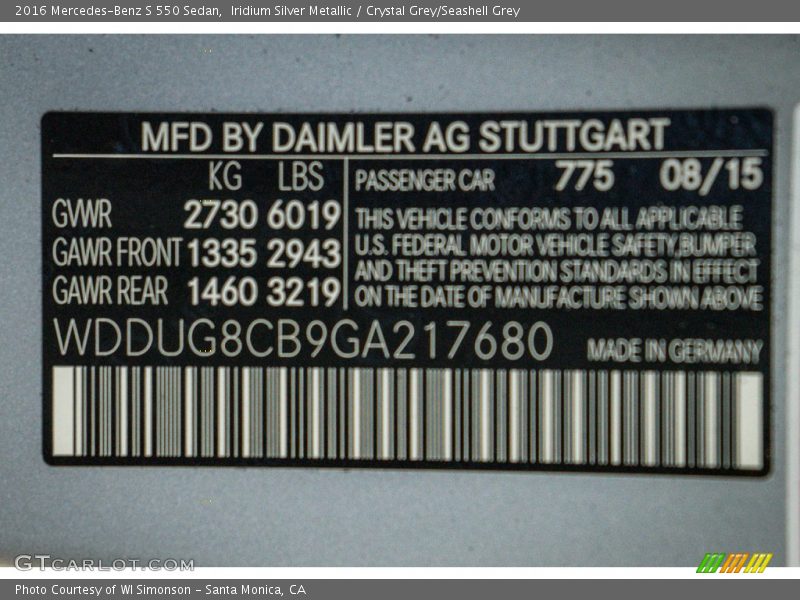 2016 Mercedes-Benz S 550 Sedan,  Iridium Silver Metallic / Crystal Grey/Seashell Grey
MFD BY DAIMLER AG STUTTGART
KG LBS
GVWR 2730 6019
GAWR FRONT 1335 2943
GAWR REAR 1460 3219
PASSENGER CAR 775 08/15
THIS VEHICLE CONFORMS TO ALL APPLICABLE
U.S. FEDERAL MOTOR VEHICLE SAFETY,BUMPER
AND THEFT PREVENTION STANDARDS IN EFFECT
ON THE DATE OF MANUFACTURE SHOWN ABOVE
WDDUG8CB9GA217680
MADE IN GERMANY
GTCARLOT.COM
Photo Courtesy of WI Simonson - Santa Monica, CA